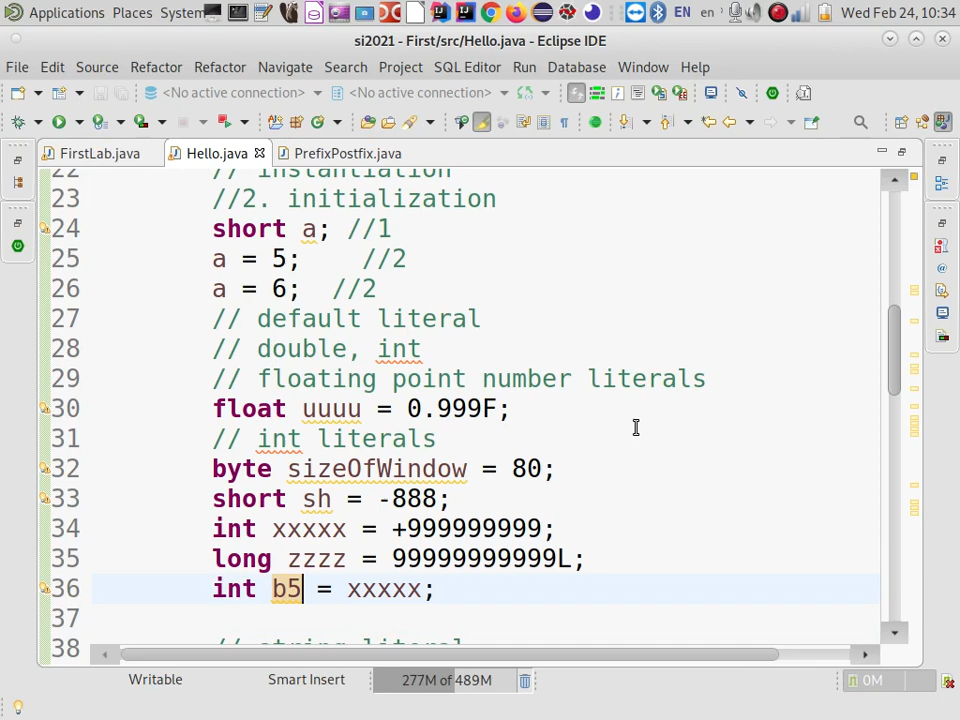 Applications Places System EN en Wed Feb 24, 10:34
si2021 - First/src/Hello.java - Eclipse IDE
File Edit Source Refactor Refactor Navigate Search Project SQL Editor Run Database Window Help
<No active connection> <No active connection>
FirstLab.java Hello.java PrefixPostfix.java
22 // instantiation
23 //2. initialization
24 short a; //1
25 a = 5; //2
26 a = 6; //2
27 // default literal
28 // double, int
29 // floating point number literals
30 float uuuu = 0.999F;
31 // int literals
32 byte sizeOfWindow = 80;
33 short sh = -888;
34 int xxxxx = +999999999;
35 long zzzz = 99999999999L;
36 int b5 = xxxxx;
37
38 // string literal
Writable Smart Insert 277M of 489M 0M